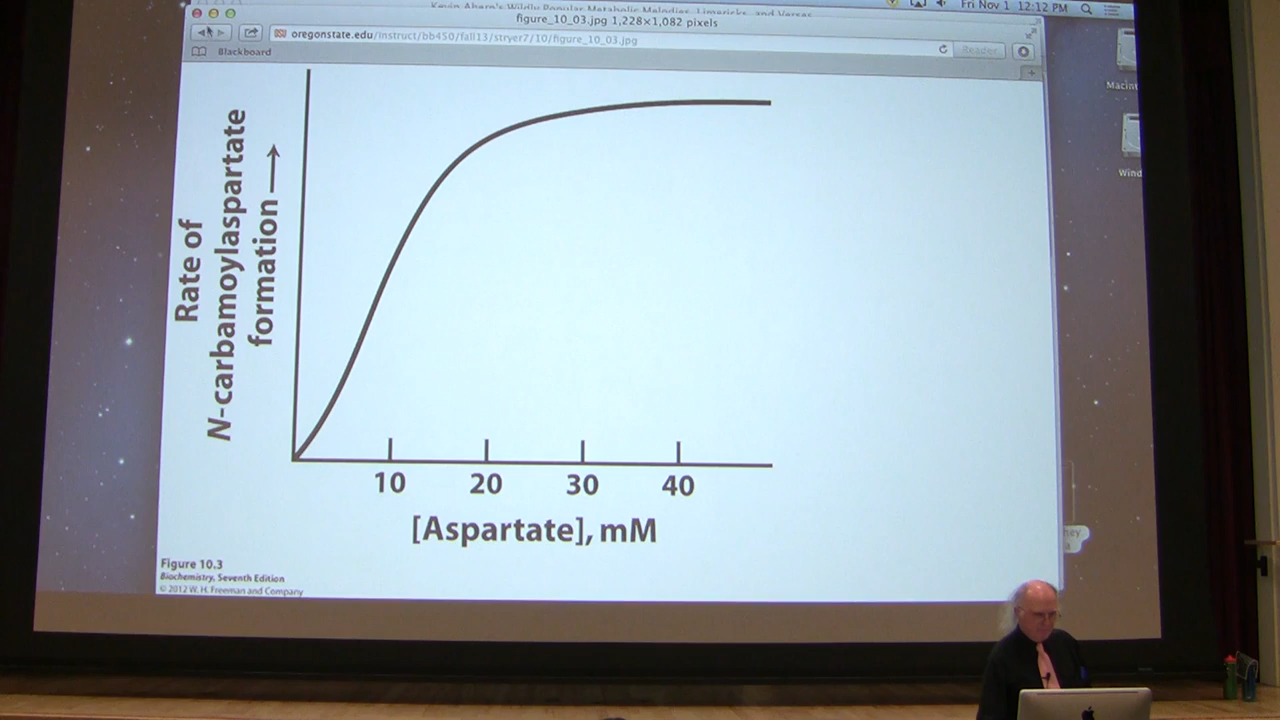 Kevin Ahern's Wildly Popular Metabolic Melodies, Limericks, and Verses
Fri Nov 1 12:12 PM
figure_10_03.jpg 1,228×1,082 pixels
oregonstate.edu/instruct/bb450/fall13/stryer7/10/figure_10_03.jpg
Reader
Blackboard
Macint
Wind
Rate of
N-carbamoylaspartate
formation →
10 20 30 40
[Aspartate], mM
Figure 10.3
Biochemistry, Seventh Edition
© 2012 W. H. Freeman and Company